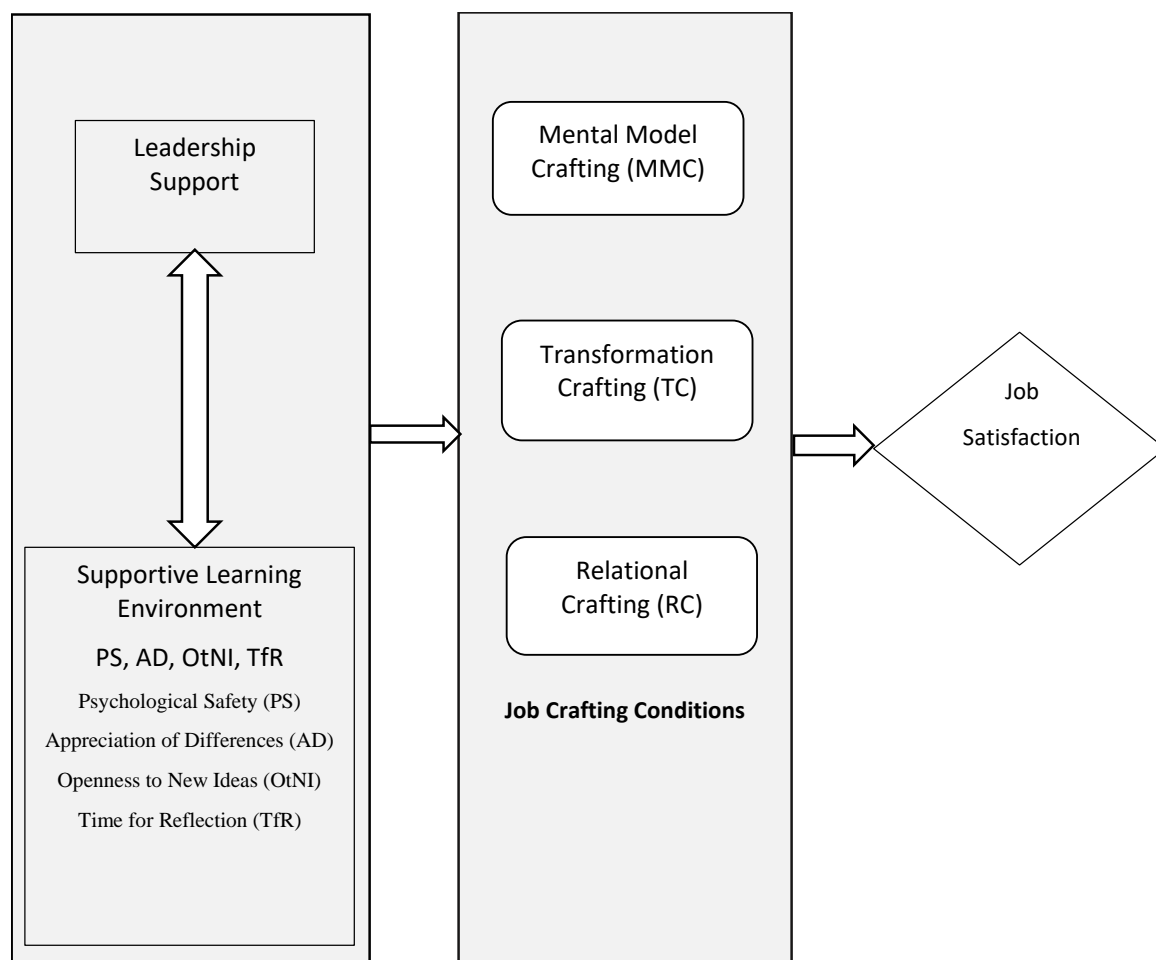 Leadership
Support
Supportive Learning
Environment
PS, AD, OtNI, TfR
Psychological Safety (PS)
Appreciation of Differences (AD)
Openness to New Ideas (OtNI)
Time for Reflection (TfR)
Mental Model
Crafting (MMC)
Transformation
Crafting (TC)
Relational
Crafting (RC)
Job Crafting Conditions
Job
Satisfaction